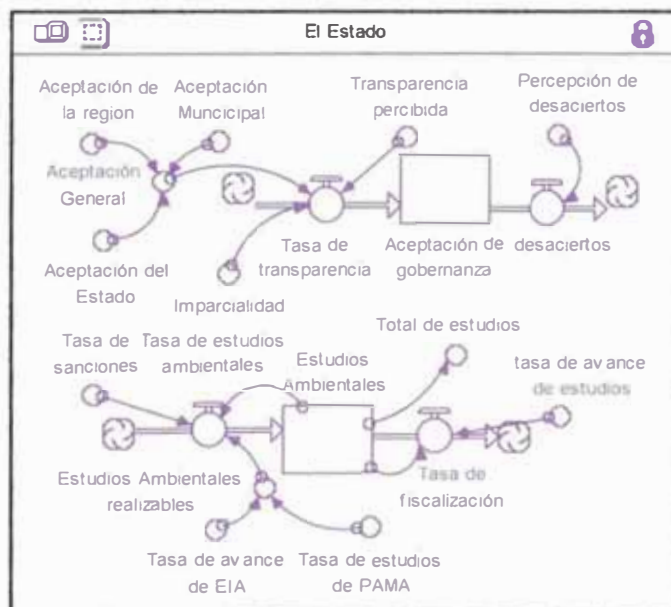 El Estado
Aceptación de
la region
Aceptación
Muncicipal
Transparencia
percibida
Percepción de
desaciertos
Aceptación
General
Aceptación del
Estado
Imparcialidad
Tasa de
transparencia
Aceptación de
gobernanza
desaciertos
Tasa de
sanciones
Tasa de estudios
ambientales
Estudios
Ambientales
Total de estudios
tasa de avance
de estudios
Estudios Ambientales
realizables
Tasa de
fiscalización
Tasa de avance
de EIA
Tasa de estudios
de PAMA